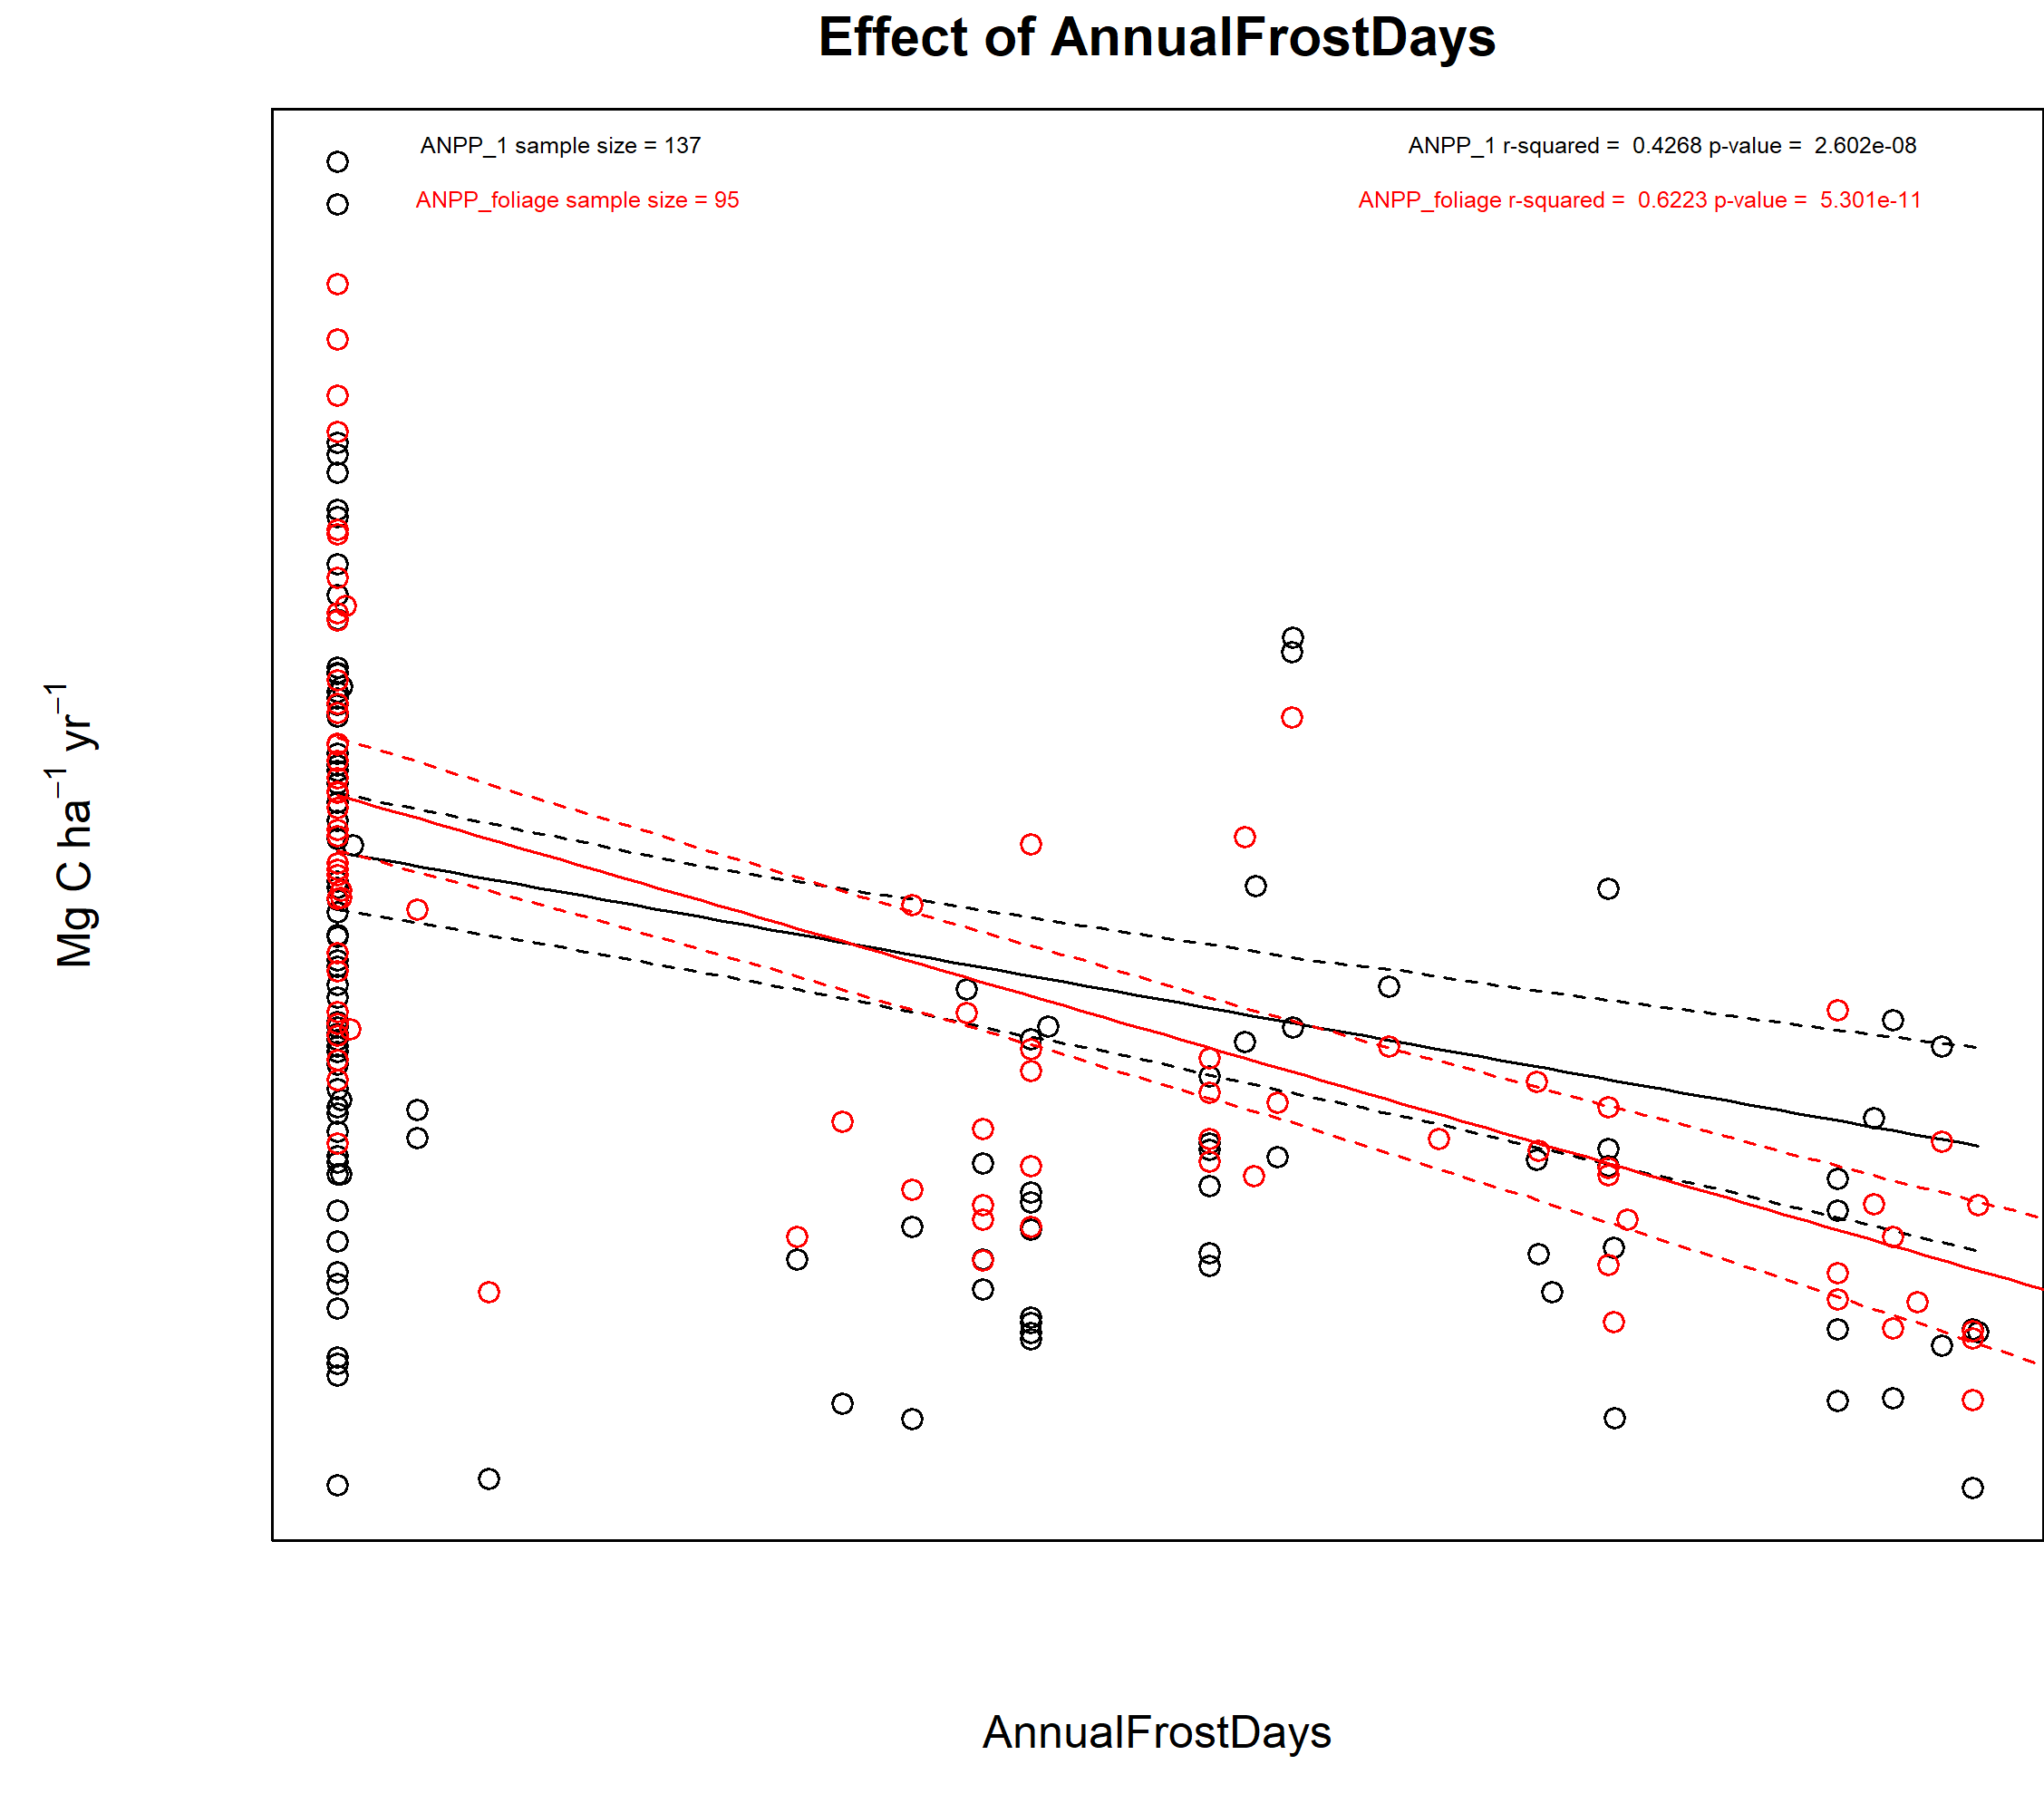 Effect of AnnualFrostDays
ANPP_1 sample size = 137
ANPP_1 r-squared =  0.4268 p-value =  2.602e-08
ANPP_foliage sample size = 95
ANPP_foliage r-squared =  0.6223 p-value =  5.301e-11
Mg C ha⁻¹ yr⁻¹
AnnualFrostDays